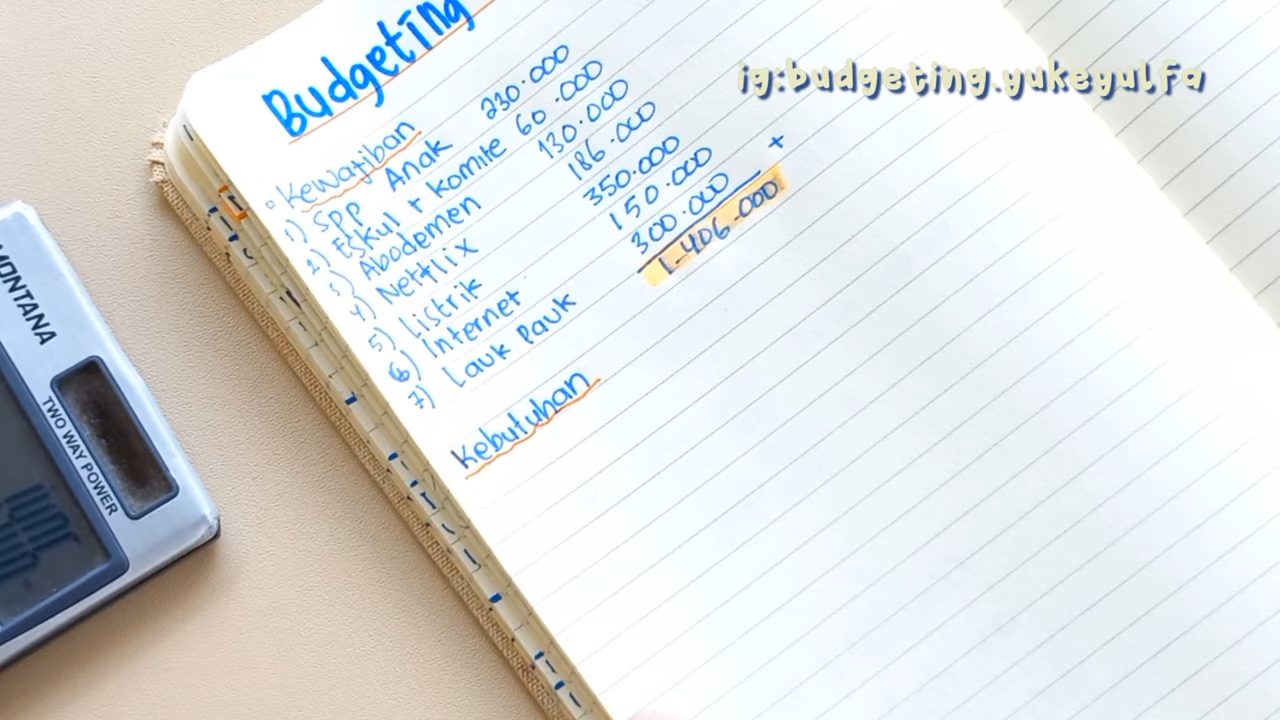 Budgeting
ig:budgeting.yukeyulfa
° Kewajiban
1) Spp Anak 230.000
2) Eskul + komite 60.000
3) Abodemen 130.000
4) Netflix 186.000
5) Listrik 350.000
6) Internet 150.000
7) Lauk Pauk 300.000 +
1.406.000
Kebutuhan
MONTANA
TWO WAY POWER